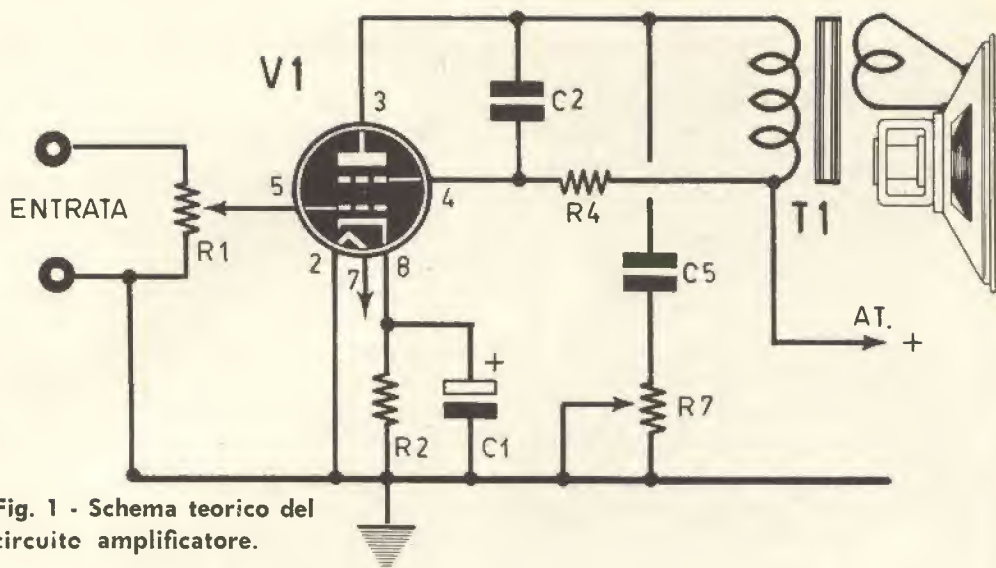 V1
3
C2
5
4
ENTRATA
R1
R4
T1
2
7
8
C5
AT.
+
+
R7
R2
C1
Fig. 1 - Schema teorico del
circuito amplificatore.